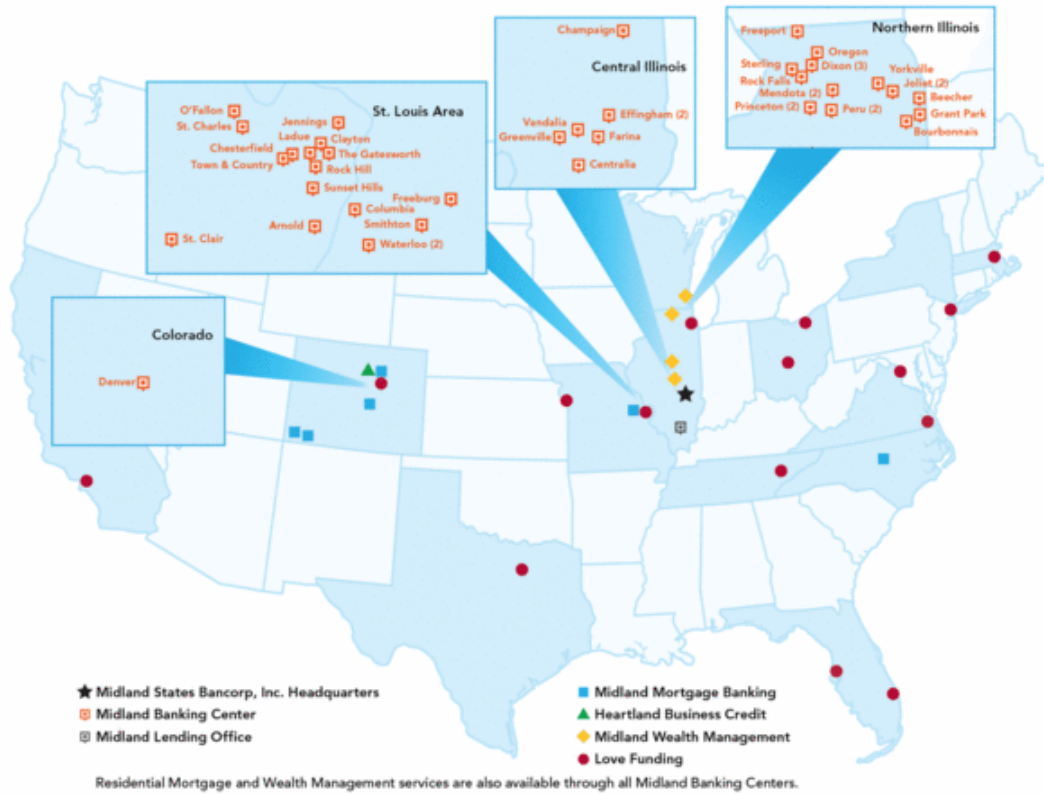 Champaign
Central Illinois
Effingham (2)
Vandalia
Greenville
Farina
Centralia
Northern Illinois
Freeport
Oregon
Sterling
Dixon (3)
Rock Falls
Yorkville
Mendota (2)
Joliet (2)
Princeton (2)
Peru (2)
Beecher
Grant Park
Bourbonnais
St. Louis Area
O'Fallon
St. Charles
Jennings
Ladue
Clayton
Chesterfield
The Gatesworth
Town & Country
Rock Hill
Sunset Hills
Freeburg
Columbia
Arnold
Smithton
St. Clair
Waterloo (2)
Colorado
Denver
Midland States Bancorp, Inc. Headquarters
Midland Banking Center
Midland Lending Office
Midland Mortgage Banking
Heartland Business Credit
Midland Wealth Management
Love Funding
Residential Mortgage and Wealth Management services are also available through all Midland Banking Centers.